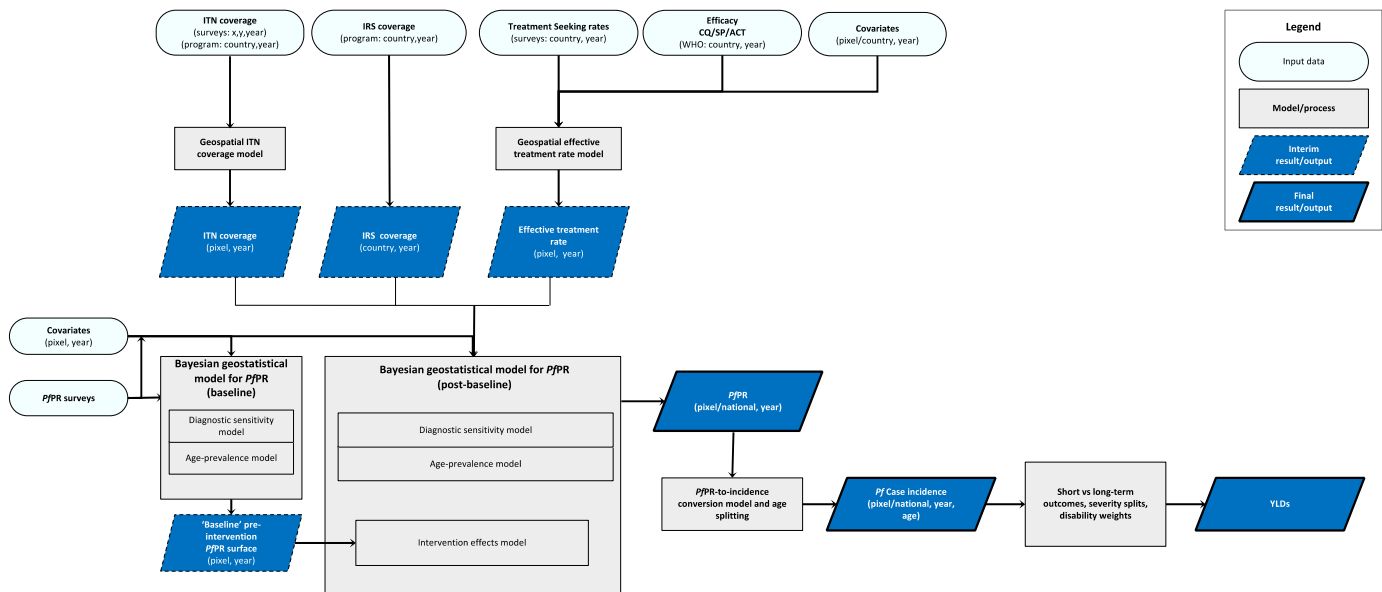 ITN coverage
(surveys: x,y,year)
(program: country,year)
IRS coverage
(program: country,year)
Treatment Seeking rates
(surveys: country, year)
Efficacy
CQ/SP/ACT
(WHO: country, year)
Covariates
(pixel/country, year)
Legend
Input data
Model/process
Interim
result/output
Final
result/output
Geospatial ITN
coverage model
Geospatial effective
treatment rate model
ITN coverage
(pixel, year)
IRS coverage
(country, year)
Effective treatment
rate
(pixel, year)
Covariates
(pixel, year)
PfPR surveys
Bayesian geostatistical
model for PfPR
(baseline)
Diagnostic sensitivity
model
Age-prevalence model
'Baseline' pre-
intervention
PfPR surface
(pixel, year)
Bayesian geostatistical model for PfPR
(post-baseline)
Diagnostic sensitivity model
Age-prevalence model
Intervention effects model
PfPR
(pixel/national, year)
PfPR-to-incidence
conversion model and age
splitting
Pf Case incidence
(pixel/national, year,
age)
Short vs long-term
outcomes, severity splits,
disability weights
YLDs